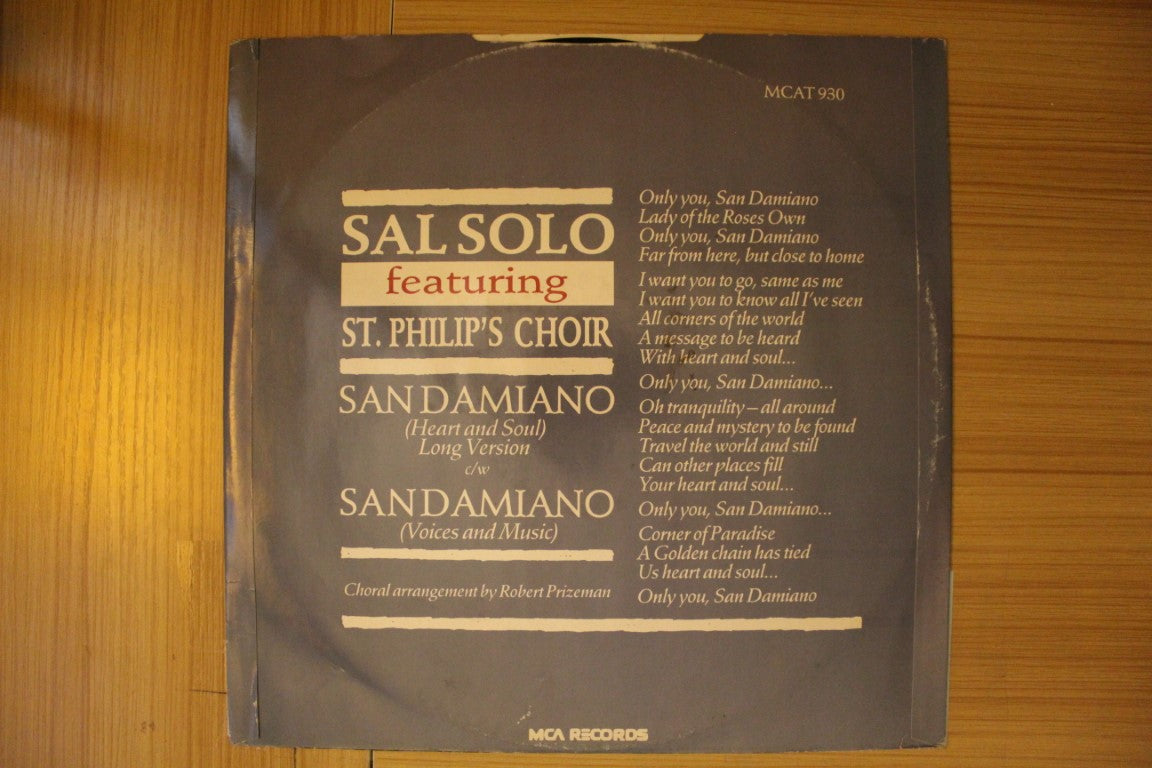 MCAT 930
SAL SOLO
featuring
ST. PHILIP'S CHOIR
SAN DAMIANO
(Heart and Soul)
Long Version
c/w
SAN DAMIANO
(Voices and Music)
Choral arrangement by Robert Prizeman
Only you, San Damiano
Lady of the Roses Own
Only you, San Damiano
Far from here, but close to home
I want you to go, same as me
I want you to know all I've seen
All corners of the world
A message to be heard
With heart and soul...
Only you, San Damiano...
Oh tranquility – all around
Peace and mystery to be found
Travel the world and still
Can other places fill
Your heart and soul...
Only you, San Damiano...
Corner of Paradise
A Golden chain has tied
Us heart and soul...
Only you, San Damiano
MCA RECORDS